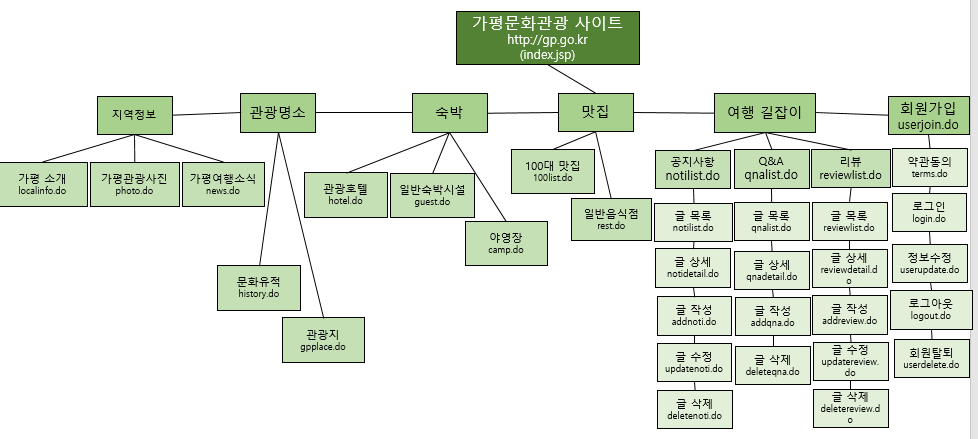 가평문화관광 사이트
http://gp.go.kr
(index.jsp)
지역정보
관광명소
숙박
맛집
여행 길잡이
회원가입
userjoin.do
가평 소개
localinfo.do
가평관광사진
photo.do
가평여행소식
news.do
문화유적
history.do
관광지
gpplace.do
관광호텔
hotel.do
일반숙박시설
guest.do
야영장
camp.do
100대 맛집
100list.do
일반음식점
rest.do
공지사항
notilist.do
글 목록
notilist.do
글 상세
notidetail.do
글 작성
addnoti.do
글 수정
updatenoti.do
글 삭제
deletenoti.do
Q&A
qnalist.do
글 목록
qnalist.do
글 상세
qnadetail.do
글 작성
addqna.do
글 삭제
deleteqna.do
리뷰
reviewlist.do
글 목록
reviewlist.do
글 상세
reviewdetail.d
o
글 작성
addreview.do
글 수정
updatereview.
do
글 삭제
deletereview.d
o
약관동의
terms.do
로그인
login.do
정보수정
userupdate.do
로그아웃
logout.do
회원탈퇴
userdelete.do